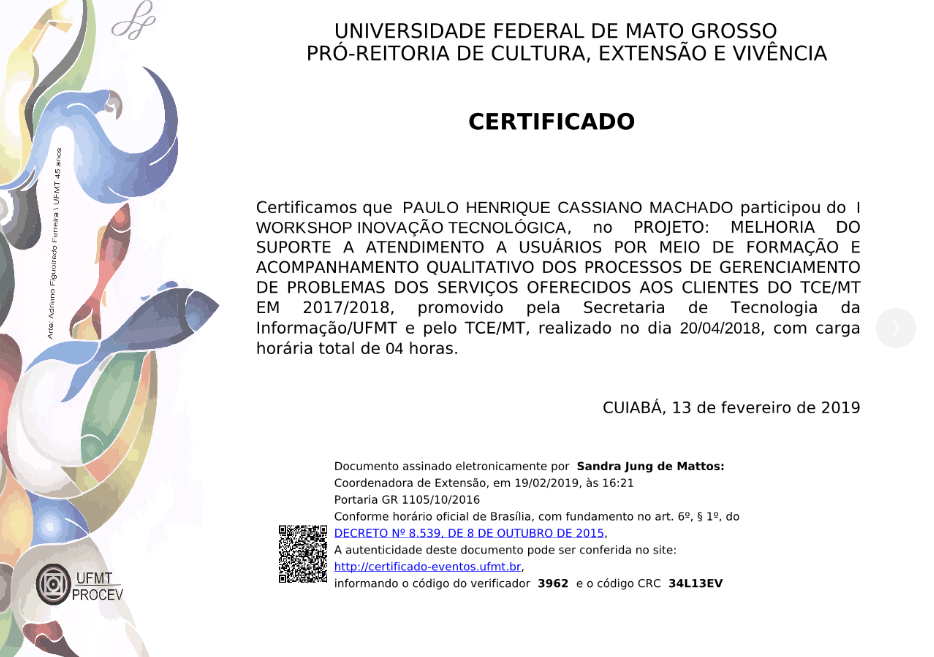 UNIVERSIDADE FEDERAL DE MATO GROSSO
PRÓ-REITORIA DE CULTURA, EXTENSÃO E VIVÊNCIA
CERTIFICADO
Arte: Adriano Figueiredo Ferreira \ UFMT 45 anos
Certificamos que PAULO HENRIQUE CASSIANO MACHADO participou do I
WORKSHOP INOVAÇÃO TECNOLÓGICA, no PROJETO: MELHORIA DO
SUPORTE A ATENDIMENTO A USUÁRIOS POR MEIO DE FORMAÇÃO E
ACOMPANHAMENTO QUALITATIVO DOS PROCESSOS DE GERENCIAMENTO
DE PROBLEMAS DOS SERVIÇOS OFERECIDOS AOS CLIENTES DO TCE/MT
EM 2017/2018, promovido pela Secretaria de Tecnologia da
Informação/UFMT e pelo TCE/MT, realizado no dia 20/04/2018, com carga
horária total de 04 horas.
CUIABÁ, 13 de fevereiro de 2019
Documento assinado eletronicamente por Sandra Jung de Mattos:
Coordenadora de Extensão, em 19/02/2019, às 16:21
Portaria GR 1105/10/2016
Conforme horário oficial de Brasília, com fundamento no art. 6º, § 1º, do
DECRETO Nº 8.539, DE 8 DE OUTUBRO DE 2015,
A autenticidade deste documento pode ser conferida no site:
http://certificado-eventos.ufmt.br,
informando o código do verificador 3962 e o código CRC 34L13EV
UFMT
PROCEV